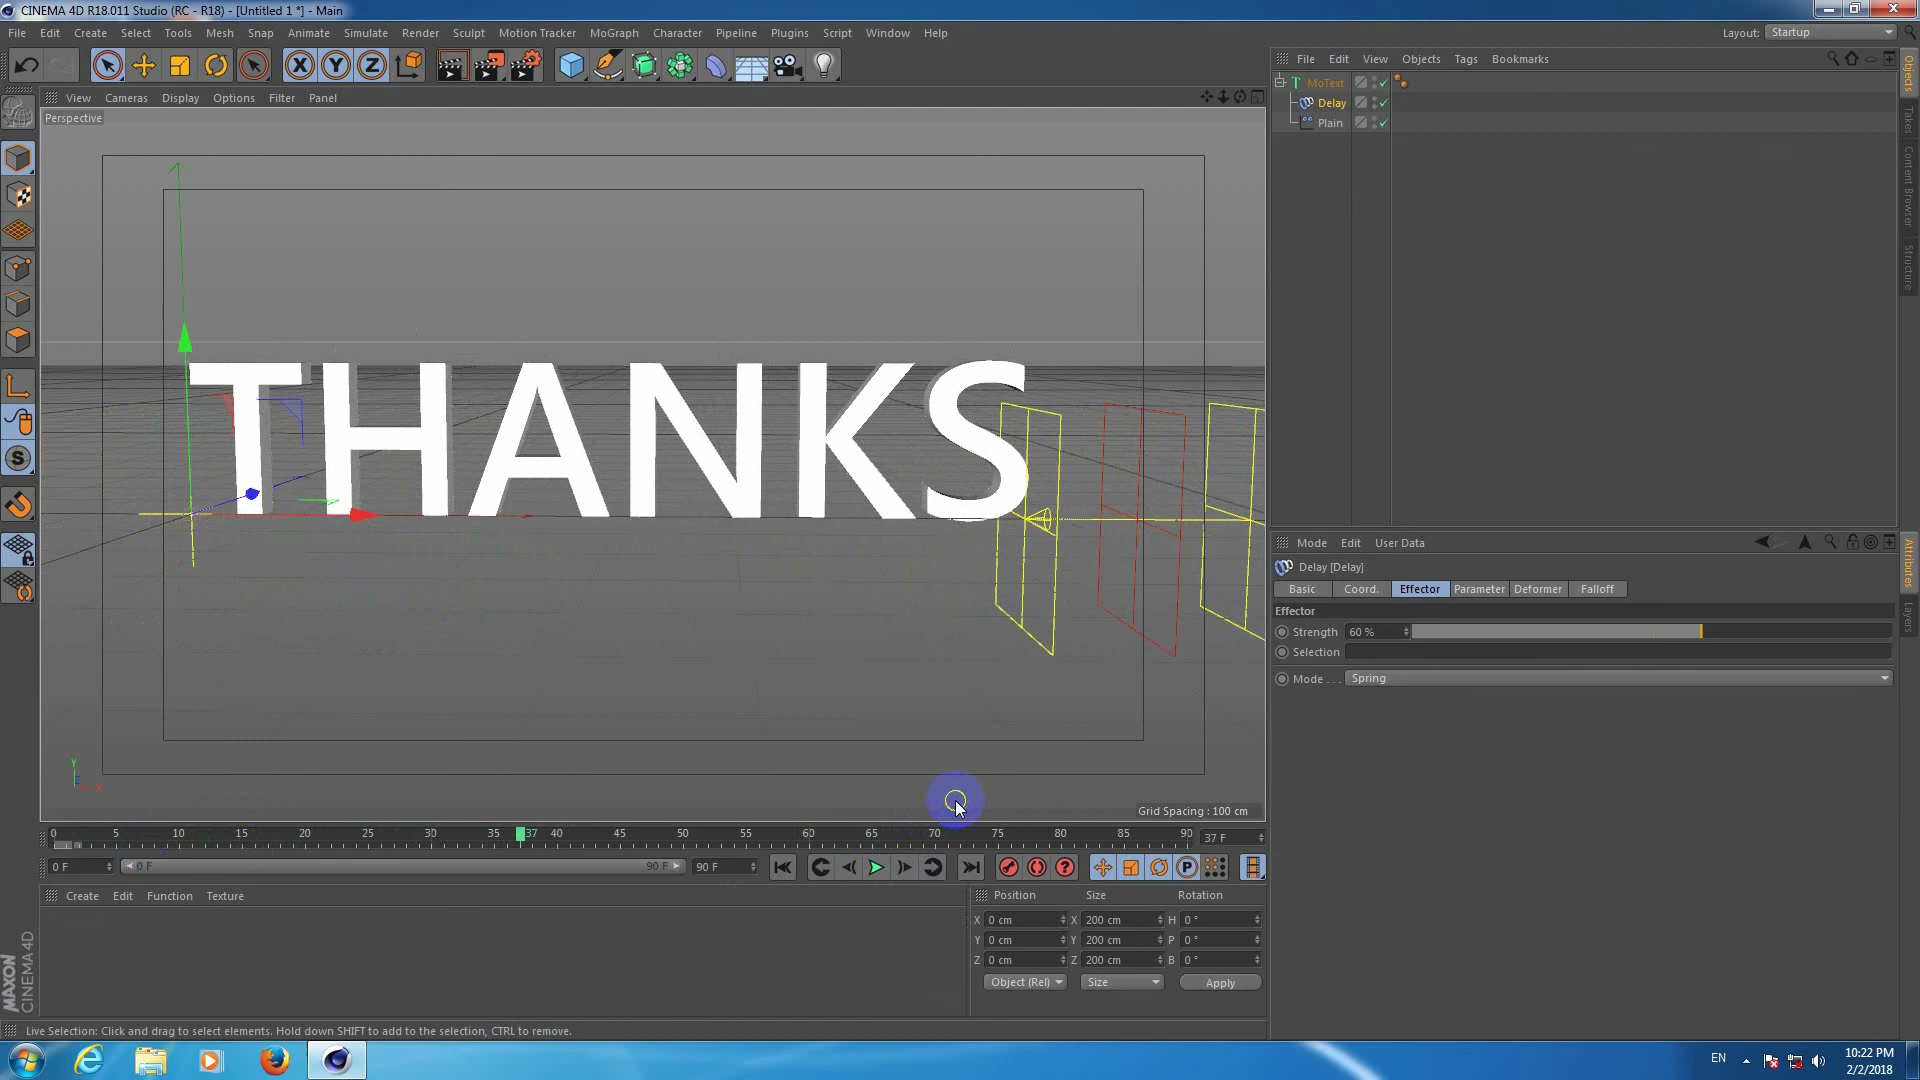 CINEMA 4D R18.011 Studio (RC - R18) - [Untitled 1 *] - Main
File Edit Create Select Tools Mesh Snap Animate Simulate Render Sculpt Motion Tracker MoGraph Character Pipeline Plugins Script Window Help
Layout: Startup
View Cameras Display Options Filter Panel
Perspective
THANKS
Grid Spacing : 100 cm
0 5 10 15 20 25 30 35 37 40 45 50 55 60 65 70 75 80 85 90
37 F
0 F
0 F
90 F
90 F
Create Edit Function Texture
Position Size Rotation
X 0 cm X 200 cm H 0 °
Y 0 cm Y 200 cm P 0 °
Z 0 cm Z 200 cm B 0 °
Object (Rel) Size Apply
MAXON
CINEMA 4D
Live Selection: Click and drag to select elements. Hold down SHIFT to add to the selection, CTRL to remove.
File Edit View Objects Tags Bookmarks
MoText
Delay
Plain
Objects
Takes
Content Browser
Structure
Mode Edit User Data
Delay [Delay]
Basic Coord. Effector Parameter Deformer Falloff
Effector
Strength 60 %
Selection
Mode . . . Spring
Attributes
Layers
EN
10:22 PM
2/2/2018